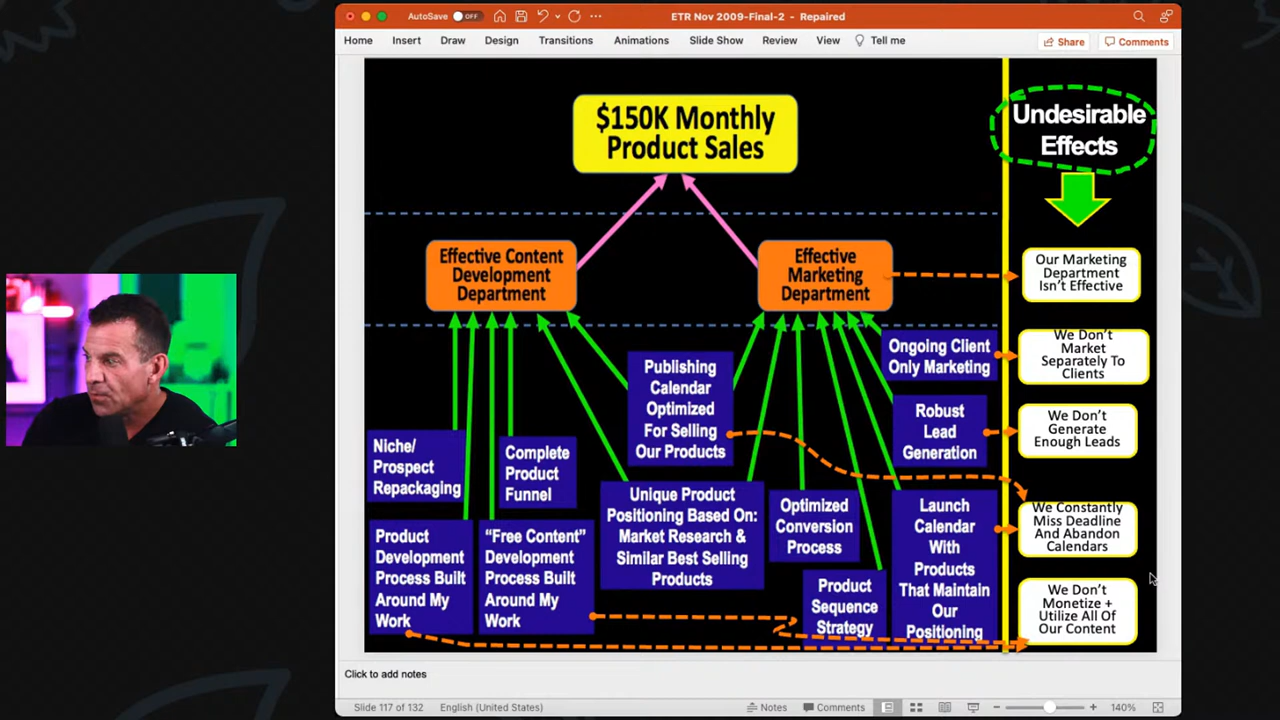 AutoSave
OFF
ETR Nov 2009-Final-2 - Repaired
Home
Insert
Draw
Design
Transitions
Animations
Slide Show
Review
View
Tell me
Share
Comments
$150K Monthly
Product Sales
Undesirable
Effects
Effective Content
Development
Department
Effective
Marketing
Department
Our Marketing
Department
Isn't Effective
Ongoing Client
Only Marketing
We Don't
Market
Separately To
Clients
Publishing
Calendar
Optimized
For Selling
Our Products
Robust
Lead
Generation
We Don't
Generate
Enough Leads
Niche/
Prospect
Repackaging
Complete
Product
Funnel
Unique Product
Positioning Based On:
Market Research &
Similar Best Selling
Products
Optimized
Conversion
Process
Launch
Calendar
With
Products
That Maintain
Our
Positioning
We Constantly
Miss Deadline
And Abandon
Calendars
Product
Development
Process Built
Around My
Work
"Free Content"
Development
Process Built
Around My
Work
Product
Sequence
Strategy
We Don't
Monetize +
Utilize All Of
Our Content
Click to add notes
Slide 117 of 132
English (United States)
Notes
Comments
140%